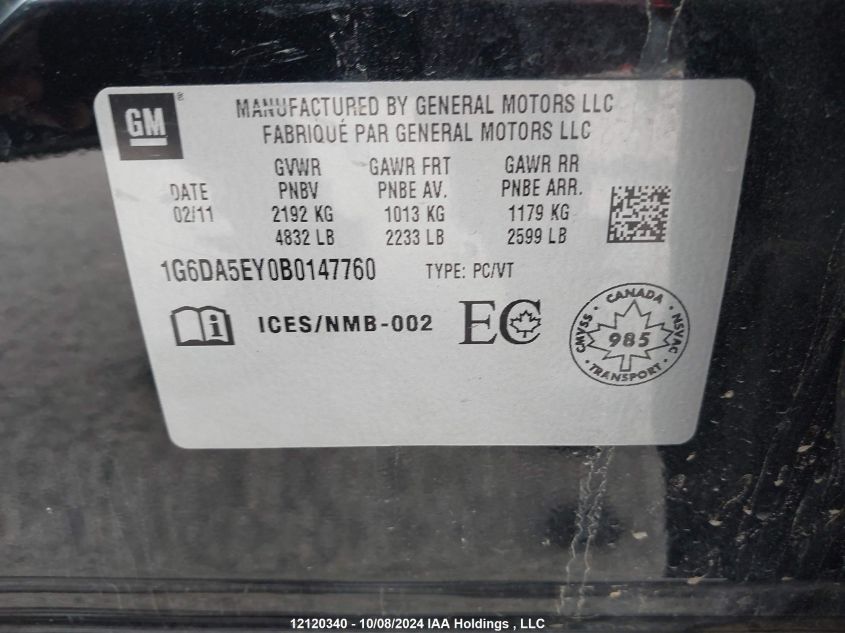 GM®
MANUFACTURED BY GENERAL MOTORS LLC
FABRIQUÉ PAR GENERAL MOTORS LLC
GVWR GAWR FRT GAWR RR
DATE PNBV PNBE AV. PNBE ARR.
02/11 2192 KG 1013 KG 1179 KG
4832 LB 2233 LB 2599 LB
1G6DA5EY0B0147760 TYPE: PC/VT
i ICES/NMB-002 EC
CANADA
CMVSS 985 NSVAC
TRANSPORT
12120340 - 10/08/2024 IAA Holdings , LLC